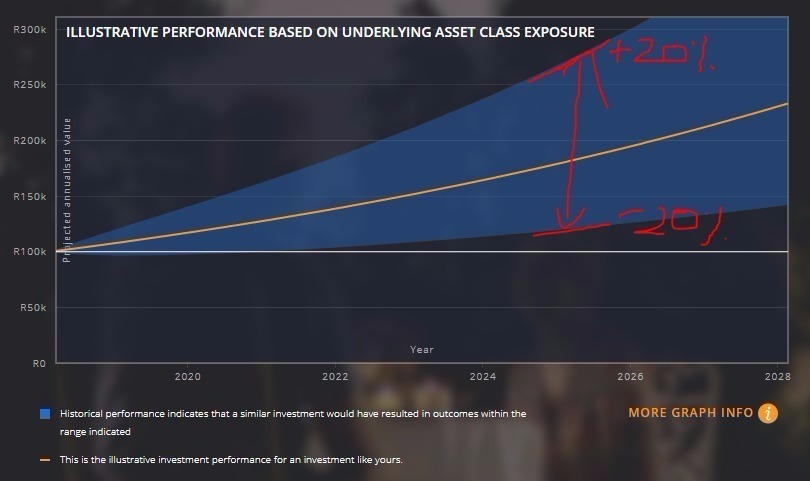 R300k
ILLUSTRATIVE PERFORMANCE BASED ON UNDERLYING ASSET CLASS EXPOSURE
+20%
R250k
R200k
Projected annualised value
R150k
-20%
R100k
R50k
Year
R0
2020 2022 2024 2026 2028
Historical performance indicates that a similar investment would have resulted in outcomes within the
range indicated
MORE GRAPH INFO i
This is the illustrative investment performance for an investment like yours.